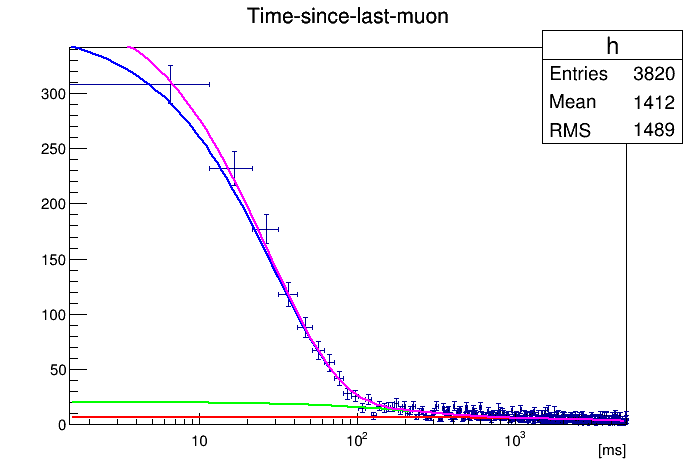 Time-since-last-muon
h
Entries 3820
Mean 1412
RMS 1489
300
250
200
150
100
50
0
10 10² 10³
[ms]